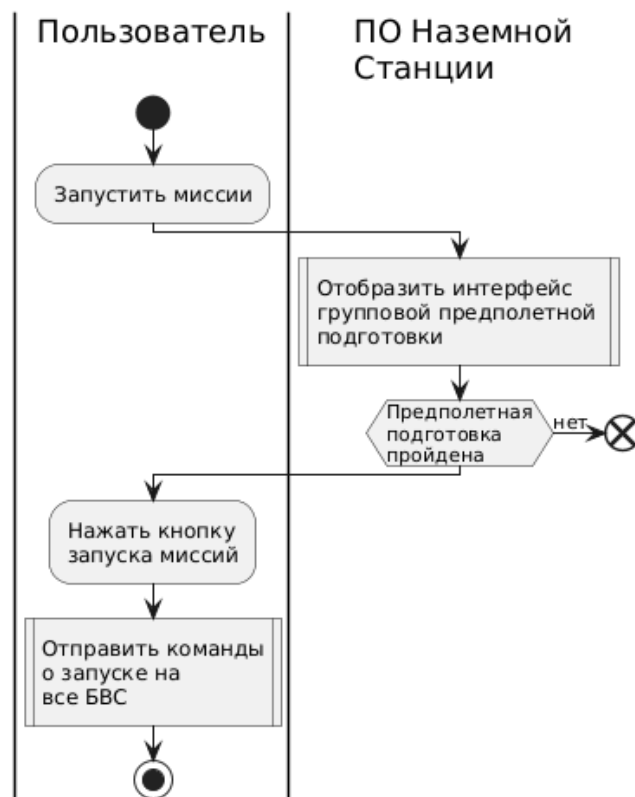 Пользователь
ПО Наземной
Станции
Запустить миссии
Отобразить интерфейс
групповой предполетной
подготовки
Предполетная
подготовка
пройдена
нет
Нажать кнопку
запуска миссий
Отправить команды
о запуске на
все БВС